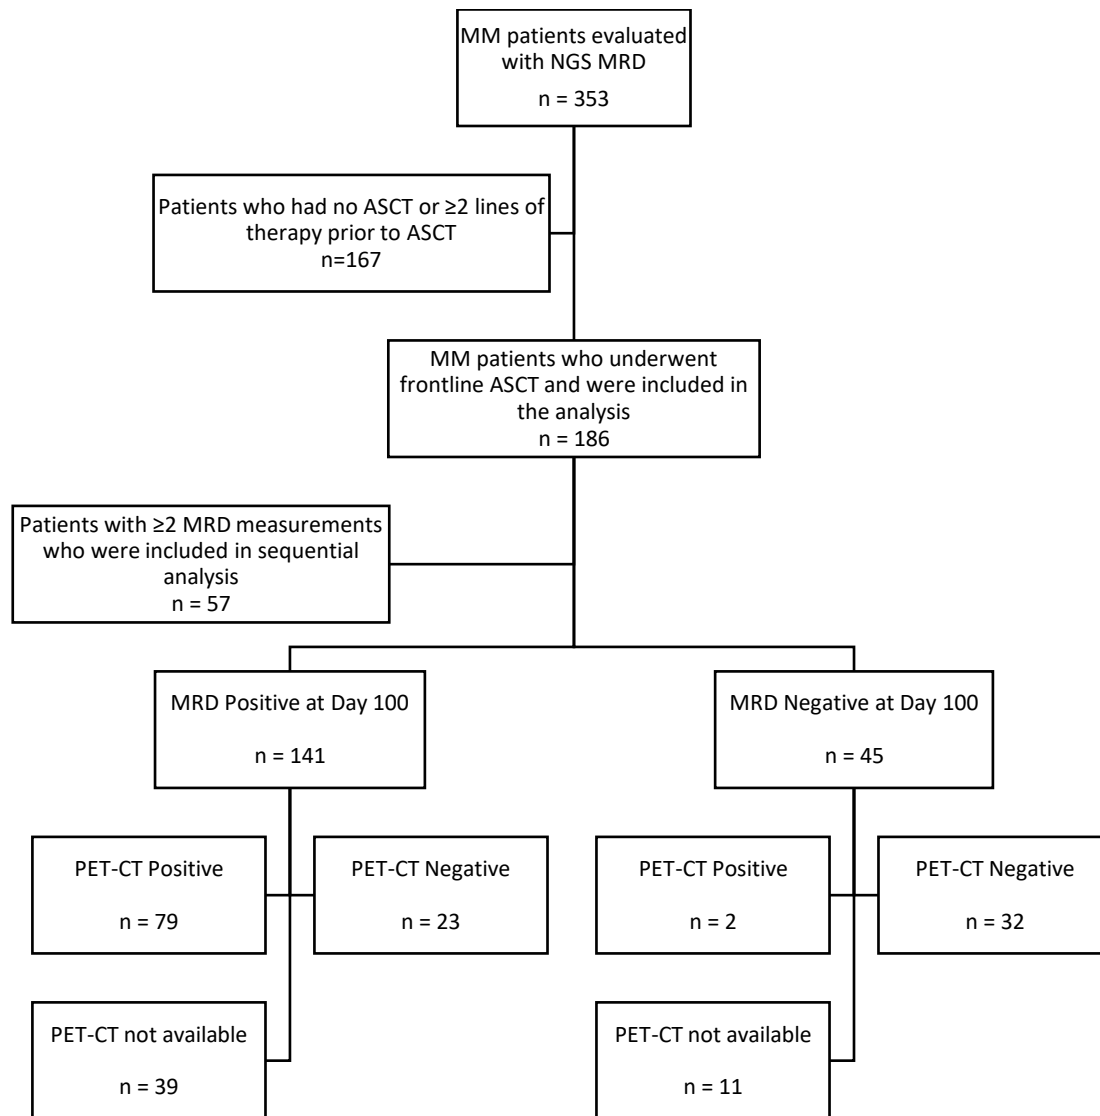 MM patients evaluated
with NGS MRD
n = 353
Patients who had no ASCT or ≥2 lines of
therapy prior to ASCT
n=167
MM patients who underwent
frontline ASCT and were included in
the analysis
n = 186
Patients with ≥2 MRD measurements
who were included in sequential
analysis
n = 57
MRD Positive at Day 100
n = 141
MRD Negative at Day 100
n = 45
PET-CT Positive
n = 79
PET-CT Negative
n = 23
PET-CT Positive
n = 2
PET-CT Negative
n = 32
PET-CT not available
n = 39
PET-CT not available
n = 11